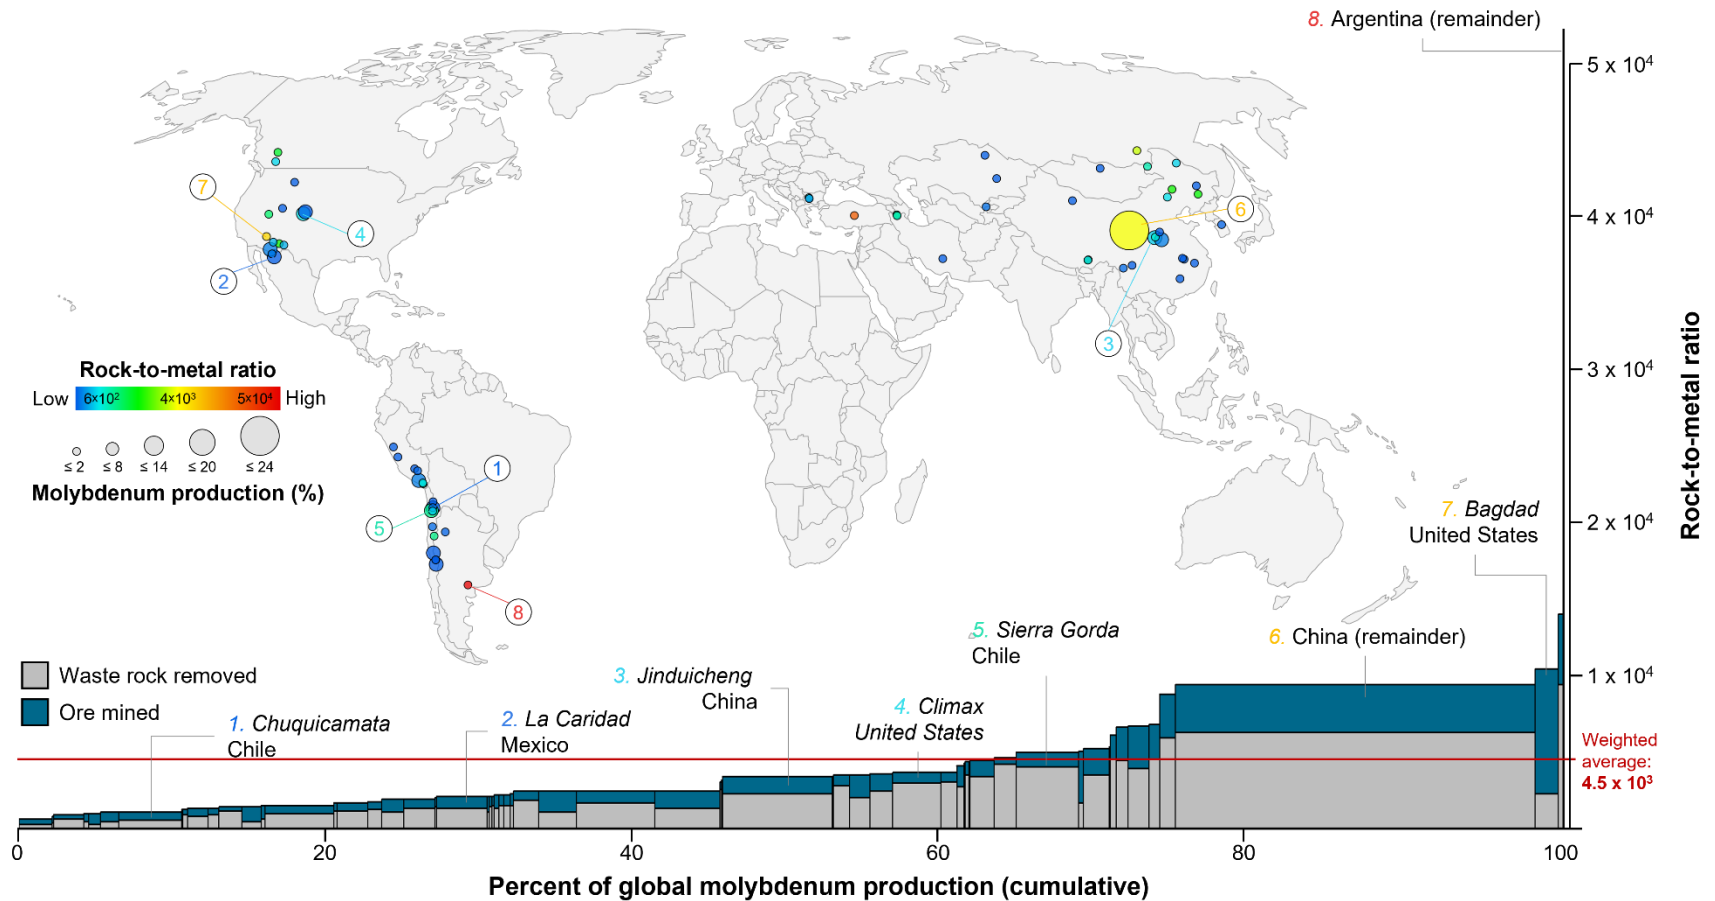 8. Argentina (remainder)
5 x 10⁴
4 x 10⁴
3 x 10⁴
2 x 10⁴
1 x 10⁴
Rock-to-metal ratio
7
4
2
6
3
1
5
8
Rock-to-metal ratio
Low 6×10² 4×10³ 5×10⁴ High
≤ 2 ≤ 8 ≤ 14 ≤ 20 ≤ 24
Molybdenum production (%)
7. Bagdad
United States
5. Sierra Gorda
Chile
6. China (remainder)
Waste rock removed
Ore mined
3. Jinduicheng
China
4. Climax
United States
1. Chuquicamata
Chile
2. La Caridad
Mexico
Weighted
average:
4.5 x 10³
0 20 40 60 80 100
Percent of global molybdenum production (cumulative)